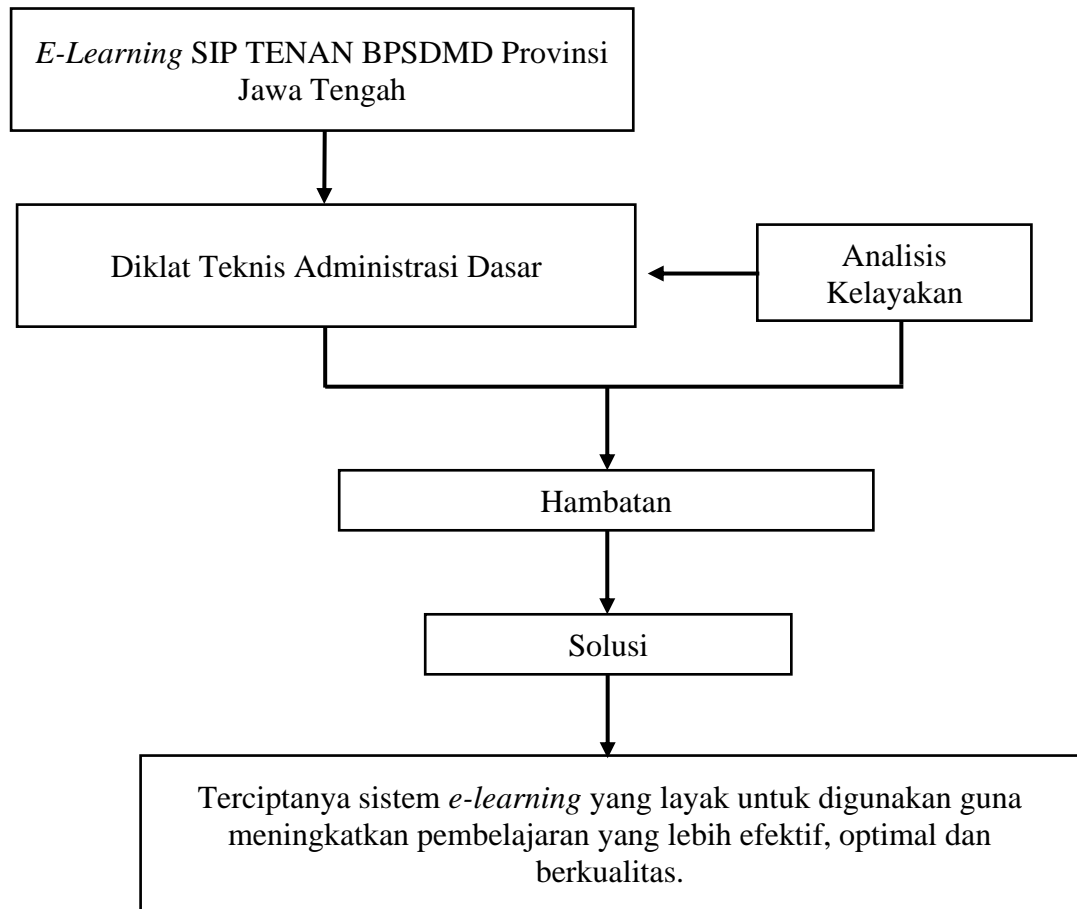 E-Learning SIP TENAN BPSDMD Provinsi
Jawa Tengah
Diklat Teknis Administrasi Dasar
Analisis
Kelayakan
Hambatan
Solusi
Terciptanya sistem e-learning yang layak untuk digunakan guna
meningkatkan pembelajaran yang lebih efektif, optimal dan
berkualitas.